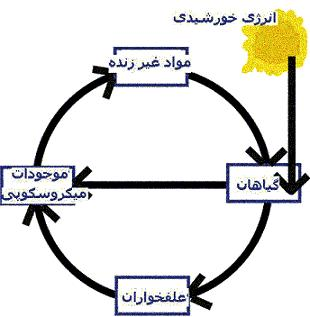 انرژی خورشیدی
مواد غیر زنده
موجودات
میکروسکوپی
گیاهان
علفخواران